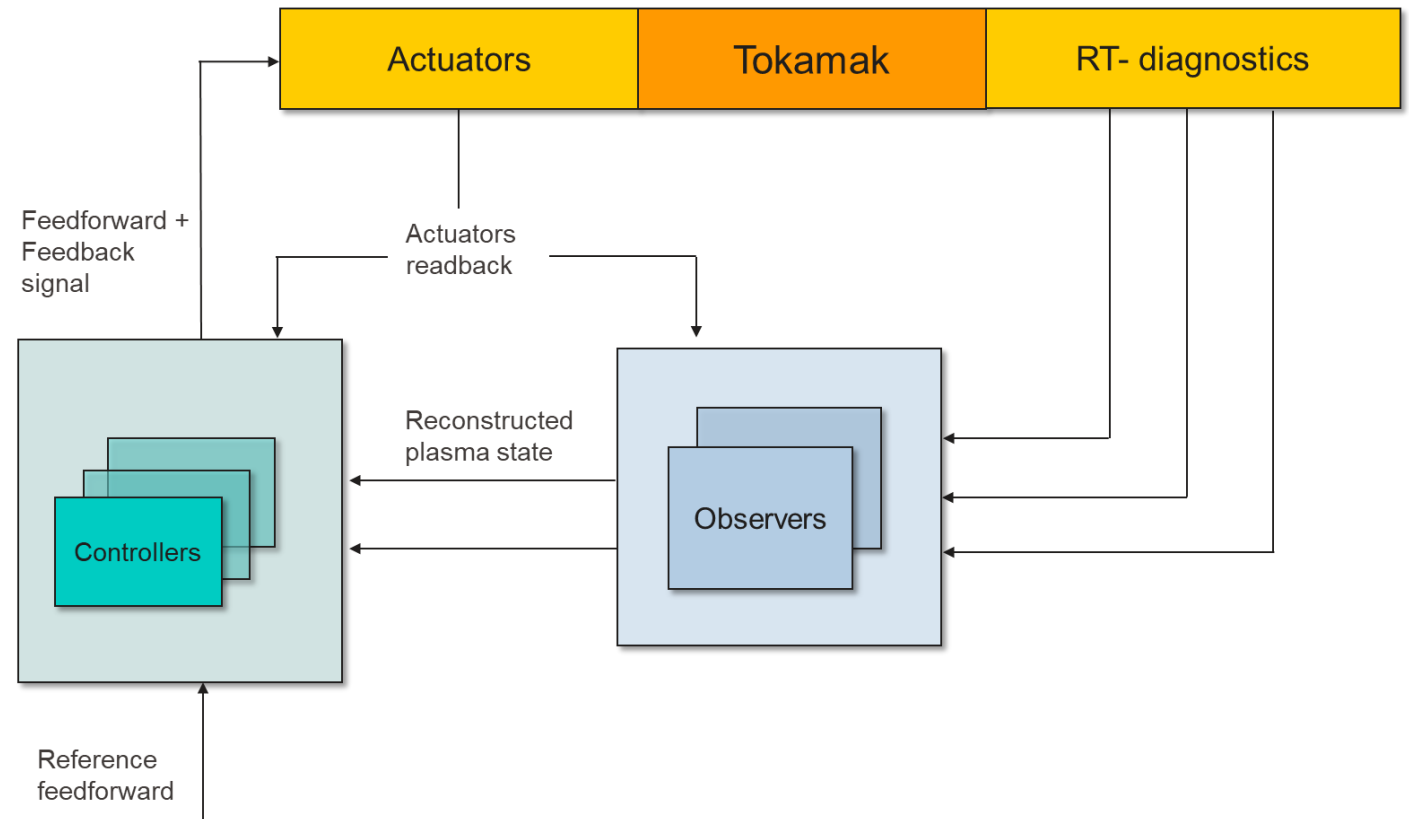 Actuators
Tokamak
RT- diagnostics
Feedforward +
Feedback
signal
Actuators
readback
Reconstructed
plasma state
Controllers
Observers
Reference
feedforward